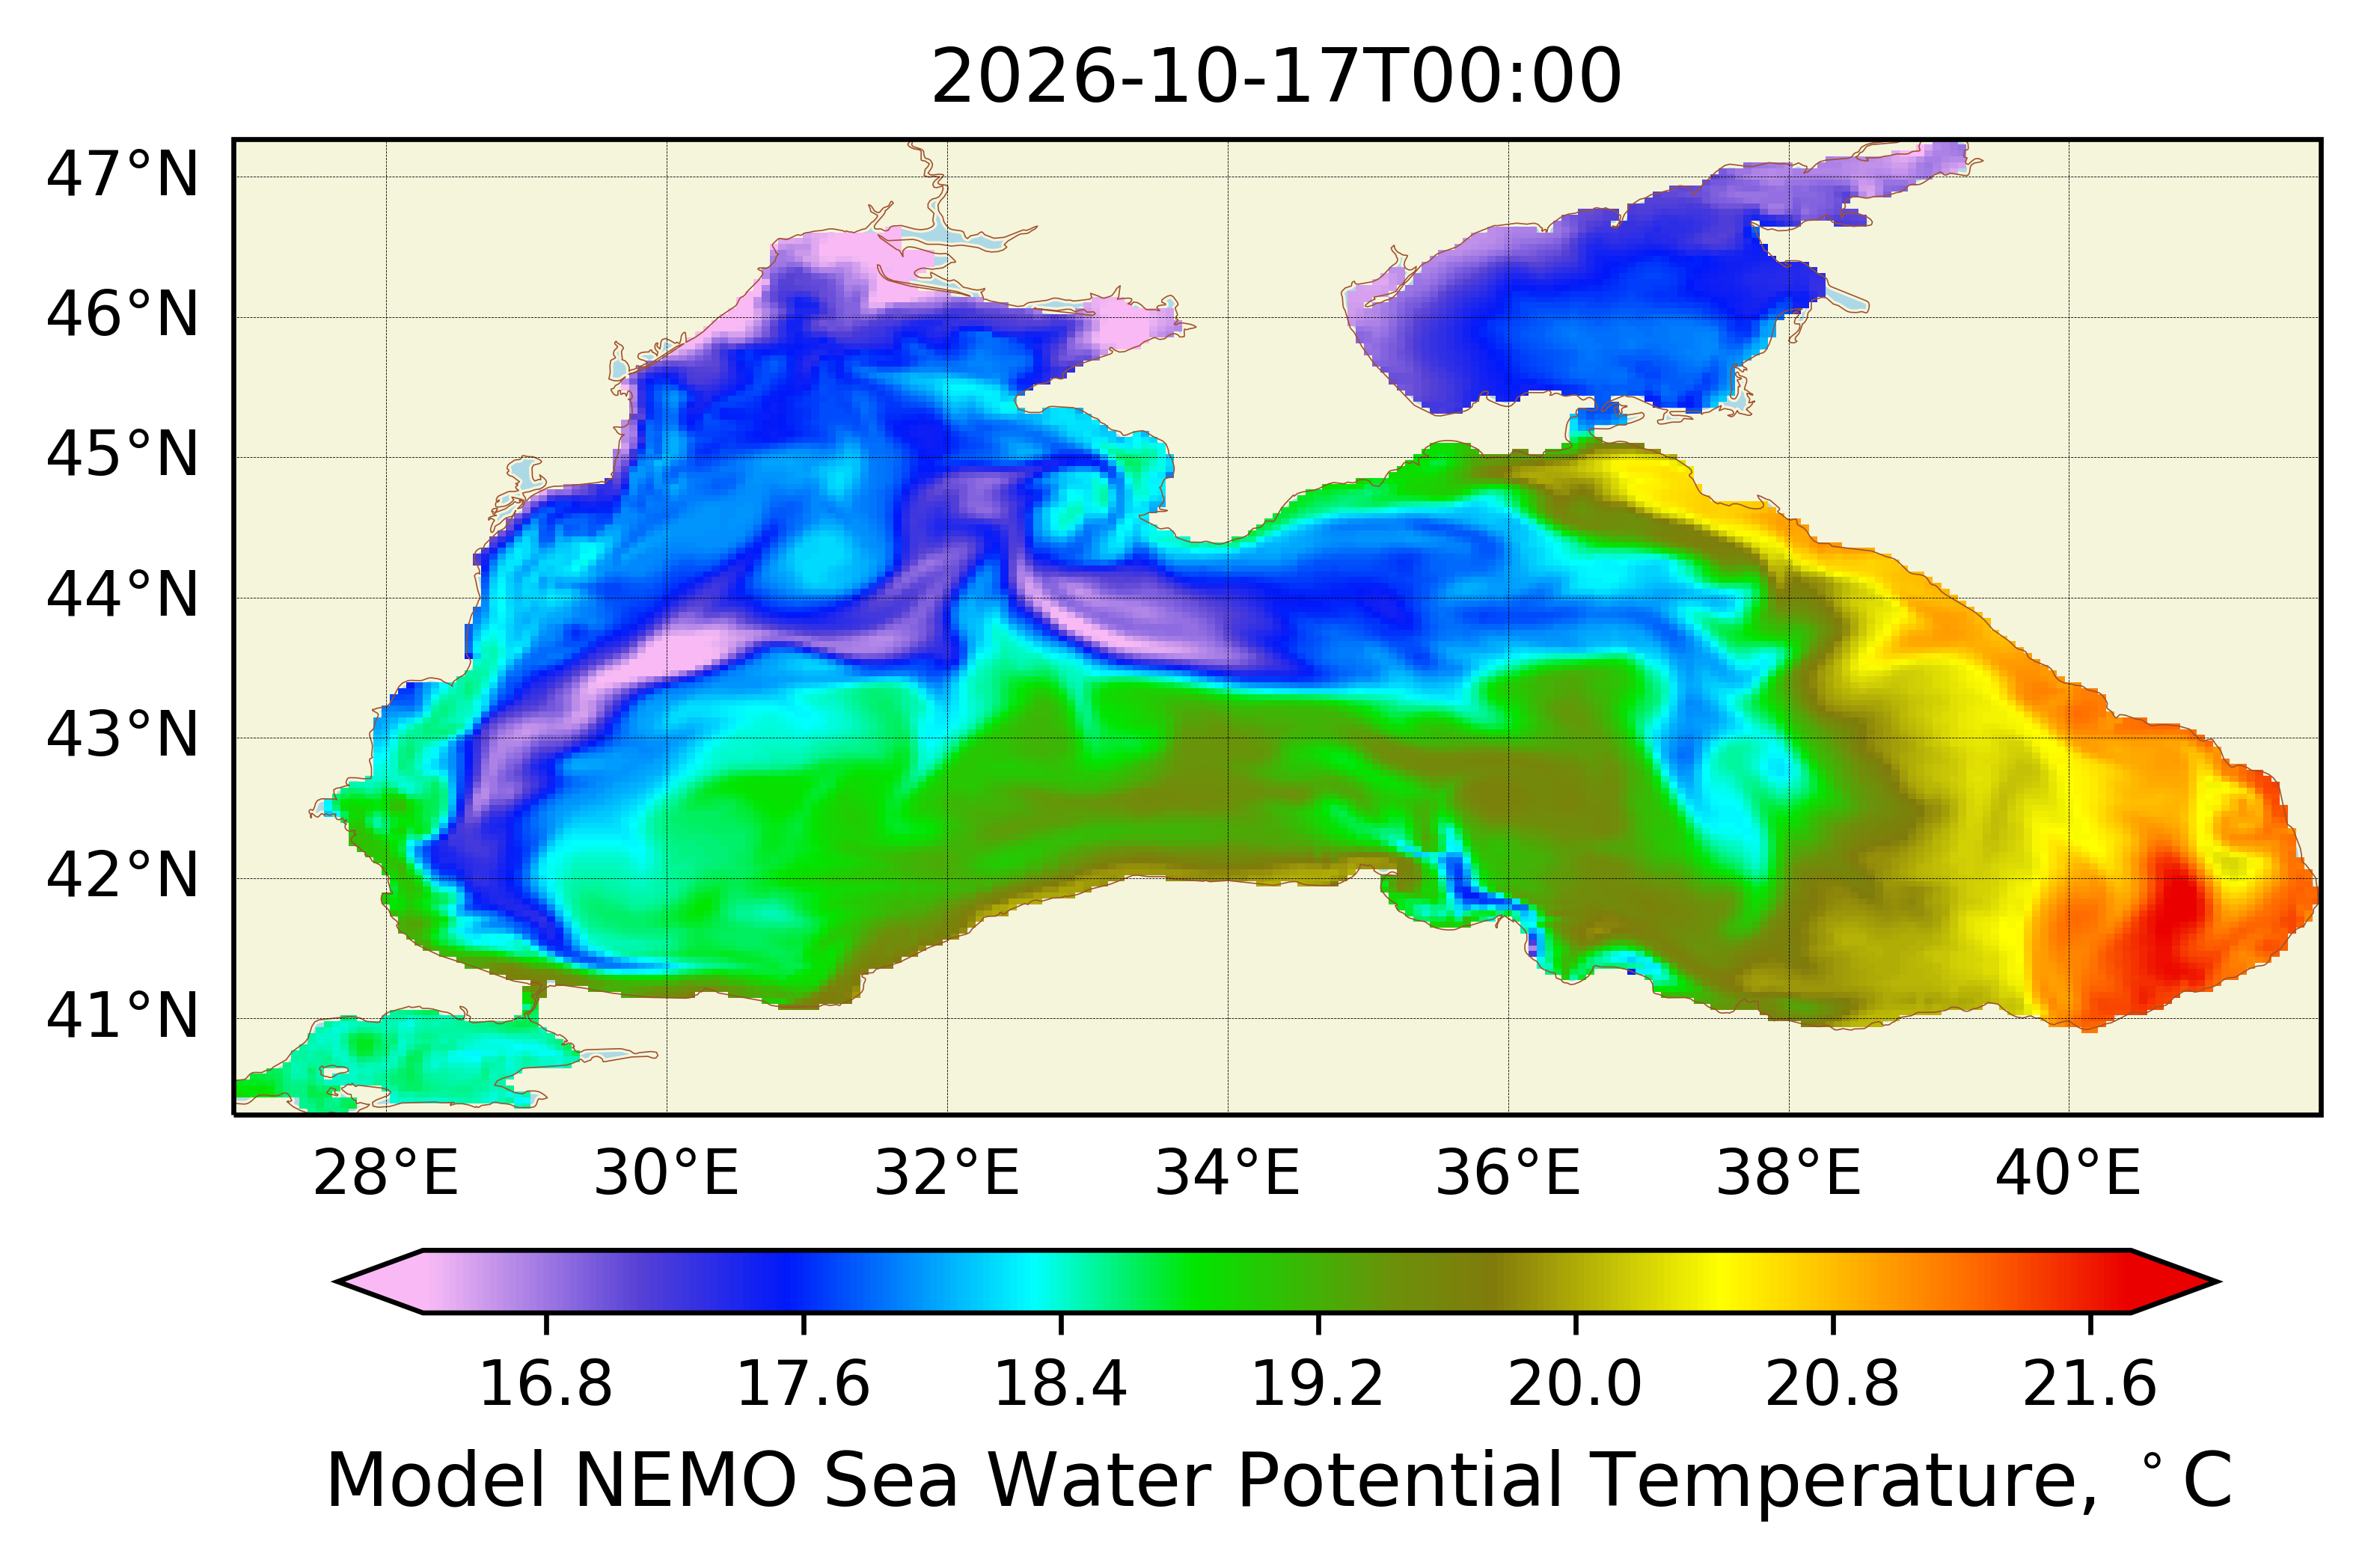 2026-10-17T00:00
47°N
46°N
45°N
44°N
43°N
42°N
41°N
28°E 30°E 32°E 34°E 36°E 38°E 40°E
16.8 17.6 18.4 19.2 20.0 20.8 21.6
Model NEMO Sea Water Potential Temperature, °C